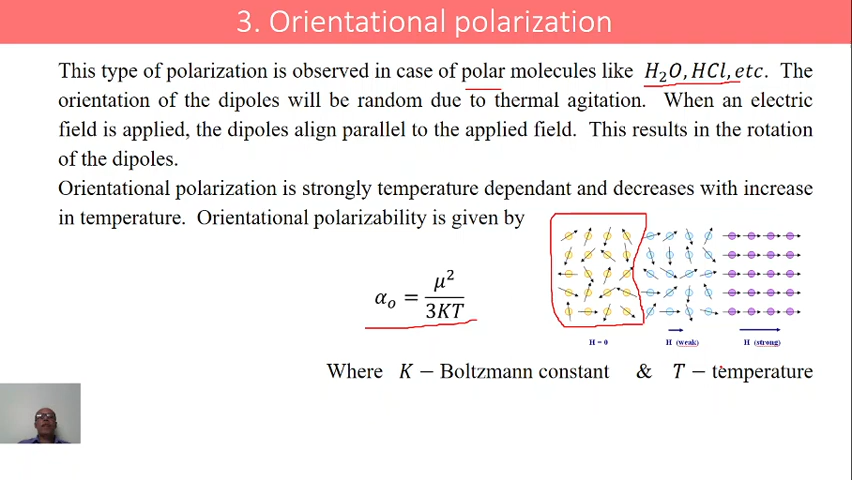 3. Orientational polarization
This type of polarization is observed in case of polar molecules like H₂O, HCl, etc. The
orientation of the dipoles will be random due to thermal agitation. When an electric
field is applied, the dipoles align parallel to the applied field. This results in the rotation
of the dipoles.
Orientational polarization is strongly temperature dependant and decreases with increase
in temperature. Orientational polarizability is given by
αₒ = μ²/3KT
H = 0
H (weak)
H (strong)
Where K − Boltzmann constant & T − temperature